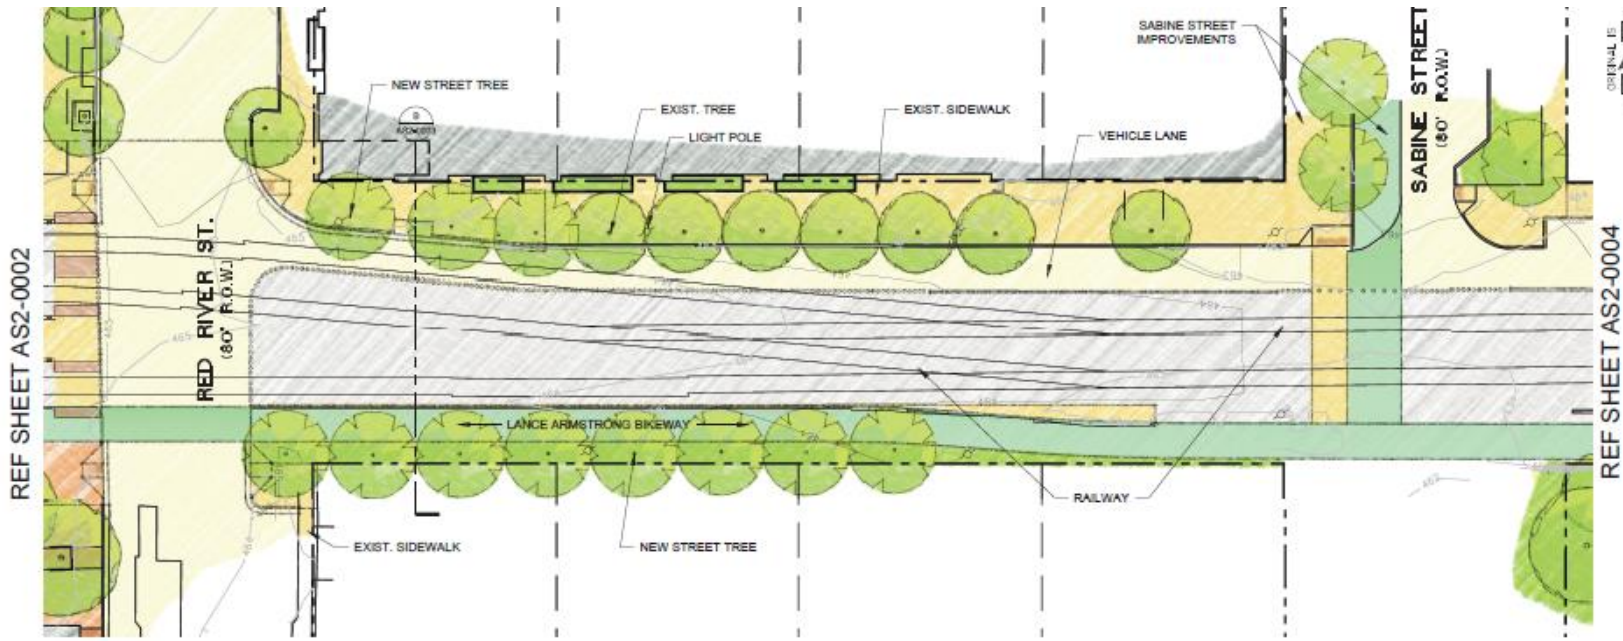 SABINE STREET
IMPROVEMENTS
SABINE STREET
(80' R.O.W.)
ORIGINAL IS
NEW STREET TREE
EXIST. TREE
EXIST. SIDEWALK
LIGHT POLE
VEHICLE LANE
RED RIVER ST.
(80' R.O.W.)
REF SHEET AS2-0002
REF SHEET AS2-0004
LANCE ARMSTRONG BIKEWAY
RAILWAY
EXIST. SIDEWALK
NEW STREET TREE